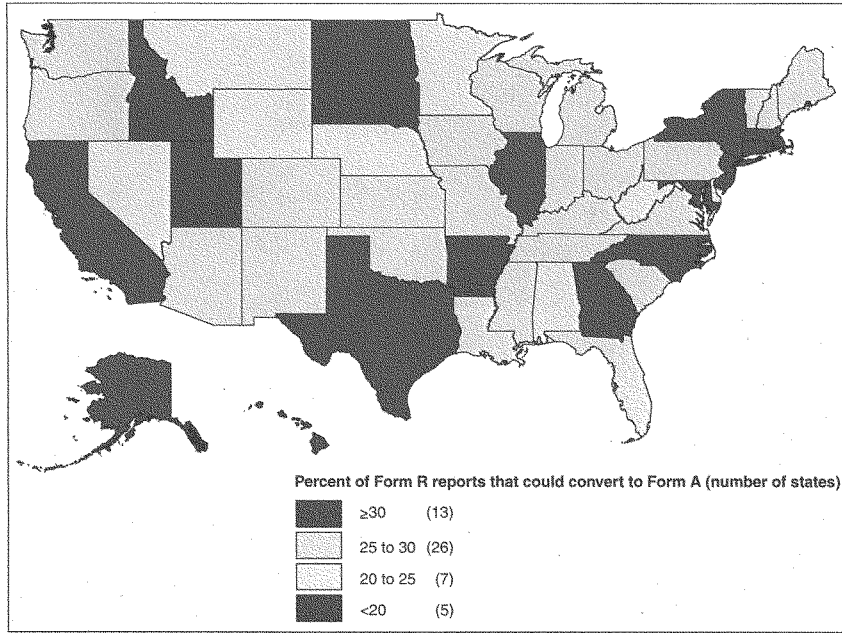 Percent of Form R reports that could convert to Form A (number of states)
≥30 (13)
25 to 30 (26)
20 to 25 (7)
<20 (5)